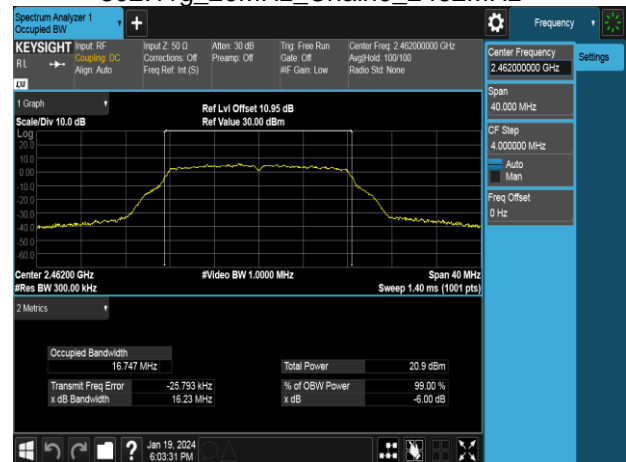 Spectrum Analyzer 1
Occupied BW
Frequency
KEYSIGHT
RL
LXI
Input: RF
Coupling: DC
Align: Auto
Input Z: 50 Ω
Corrections: Off
Freq Ref: Int (S)
Atten: 30 dB
Preamp: Off
Trig: Free Run
Gate: Off
#IF Gain: Low
Center Freq: 2.462000000 GHz
Avg|Hold: 100/100
Radio Std: None
Center Frequency
2.462000000 GHz
Settings
Span
40.000 MHz
CF Step
4.000000 MHz
Auto
Man
Freq Offset
0 Hz
1 Graph
Scale/Div 10.0 dB
Ref Lvl Offset 10.95 dB
Ref Value 30.00 dBm
Log
20.0
10.0
0.00
-10.0
-20.0
-30.0
-40.0
-50.0
-60.0
Center 2.46200 GHz
#Res BW 300.00 kHz
#Video BW 1.0000 MHz
Span 40 MHz
Sweep 1.40 ms (1001 pts)
2 Metrics
Occupied Bandwidth
16.747 MHz
Total Power 20.9 dBm
Transmit Freq Error -25.793 kHz
% of OBW Power 99.00 %
x dB Bandwidth 16.23 MHz
x dB -6.00 dB
?
Jan 19, 2024
6:03:31 PM